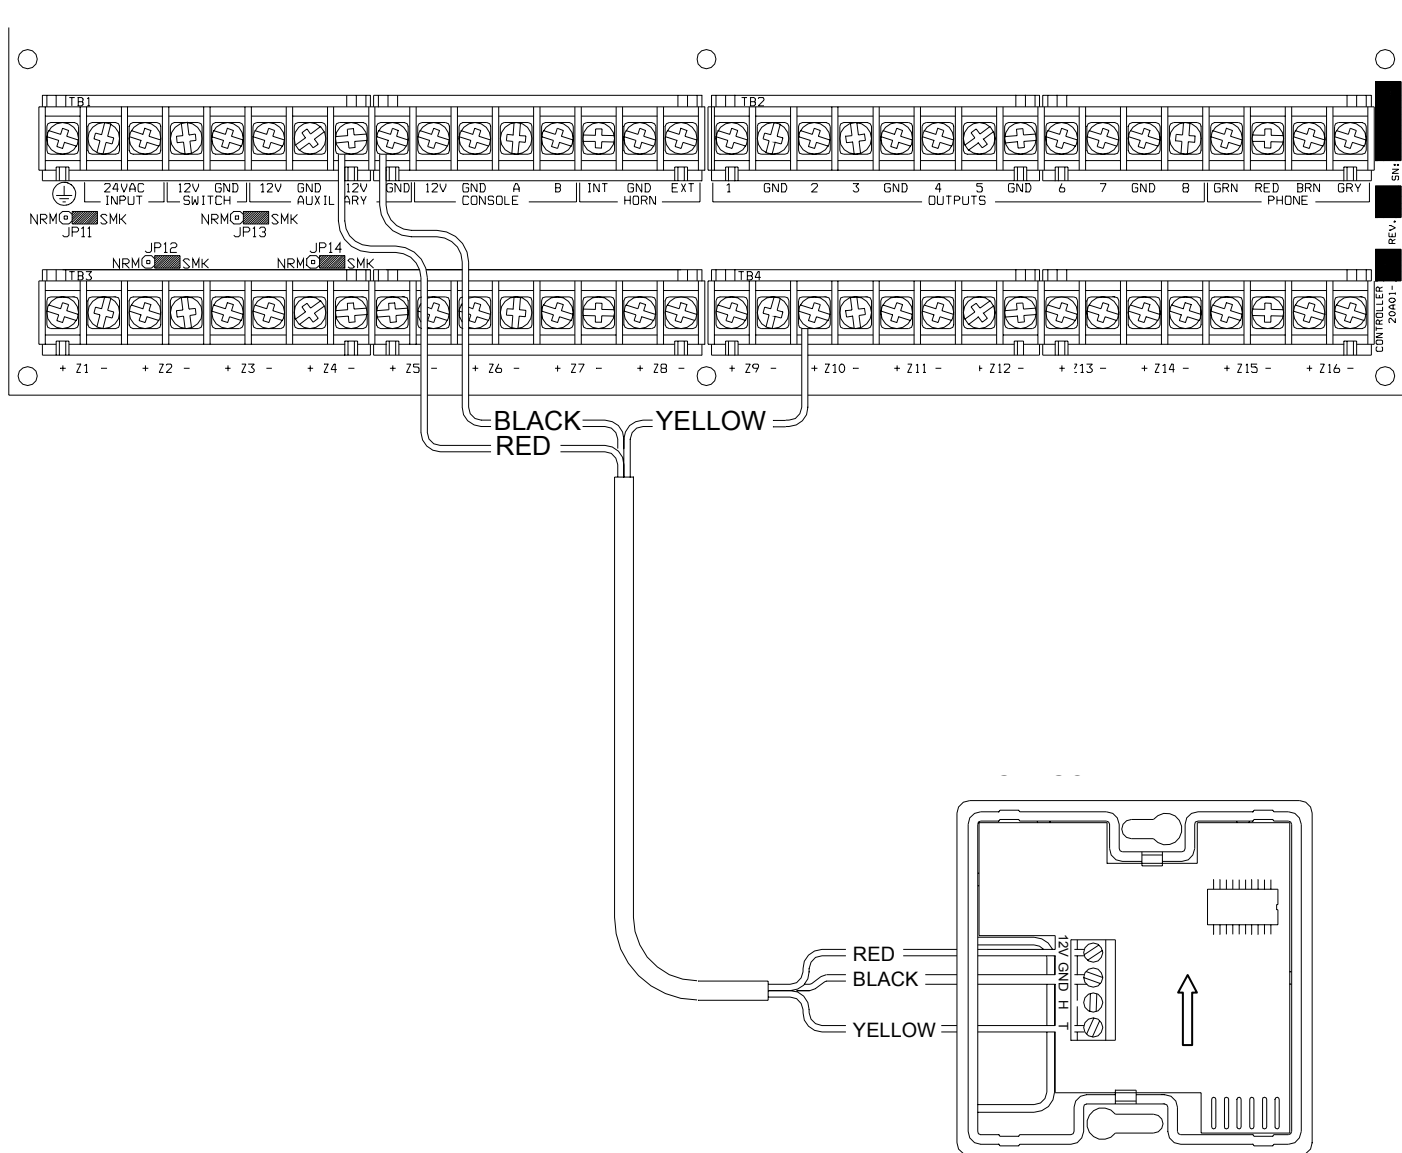 TB1
TB2
24VAC 12V GND 12V GND 12V GND 12V GND A B INT GND EXT
INPUT SWITCH AUXIL ARY CONSOLE HORN
1 GND 2 3 GND 4 5 GND 6 7 GND 8 GRN RED BRN GRY
OUTPUTS PHONE
SN:
NRM SMK
JP11
NRM SMK
JP13
REV.
JP12
NRM SMK
JP14
NRM SMK
TB3
TB4
CONTROLLER
20A01-
+ Z1 - + Z2 - + Z3 - + Z4 - + Z5 - + Z6 - + Z7 - + Z8 -
+ Z9 - + Z10 - + Z11 - + Z12 - + Z13 - + Z14 - + Z15 - + Z16 -
BLACK YELLOW
RED
RED
BLACK
YELLOW
12V GND H T